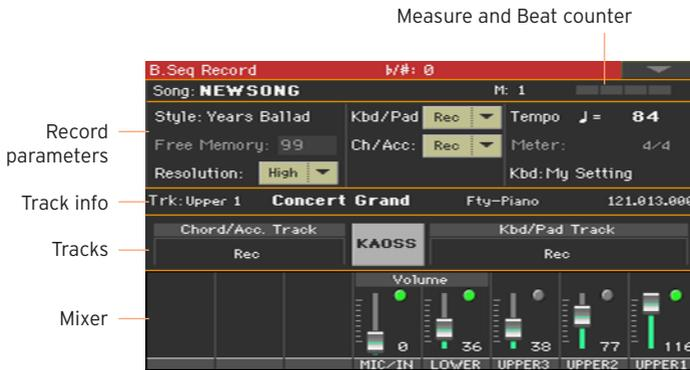 Measure and Beat counter
B.Seq Record b/#: 0
Song: NEWSONG M: 1
Style: Years Ballad Kbd/Pad Rec Tempo ♩= 84
Free Memory: 99 Ch/Acc: Rec Meter: 4/4
Resolution: High Kbd: My Setting
Record parameters
Track info
Trk: Upper 1 Concert Grand Fty-Piano 121.013.000
Tracks
Chord/Acc. Track KAOSS Kbd/Pad Track
Rec Rec
Mixer
Volume
0 36 38 77 116
MIC/IN LOWER UPPER3 UPPER2 UPPER1